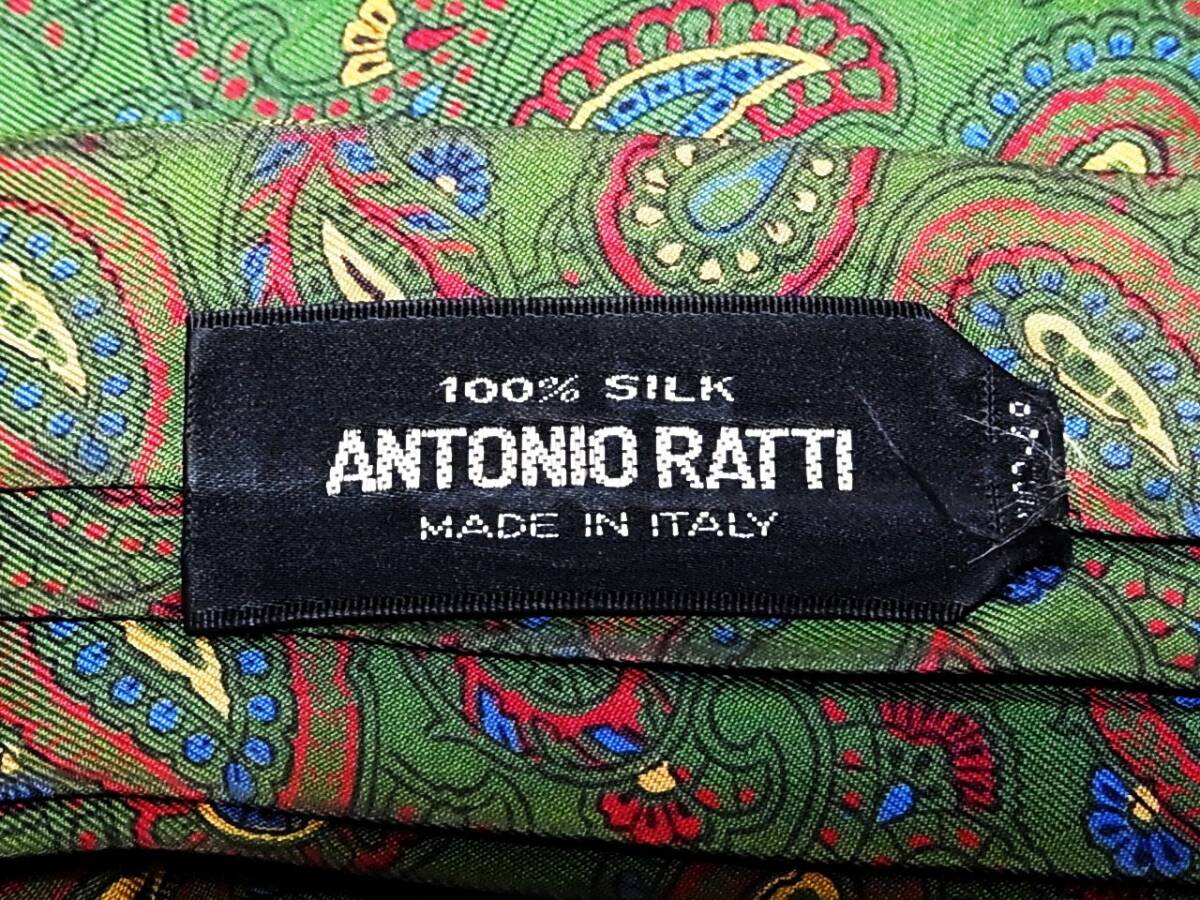 100% SILK
ANTONIO RATTI
MADE IN ITALY